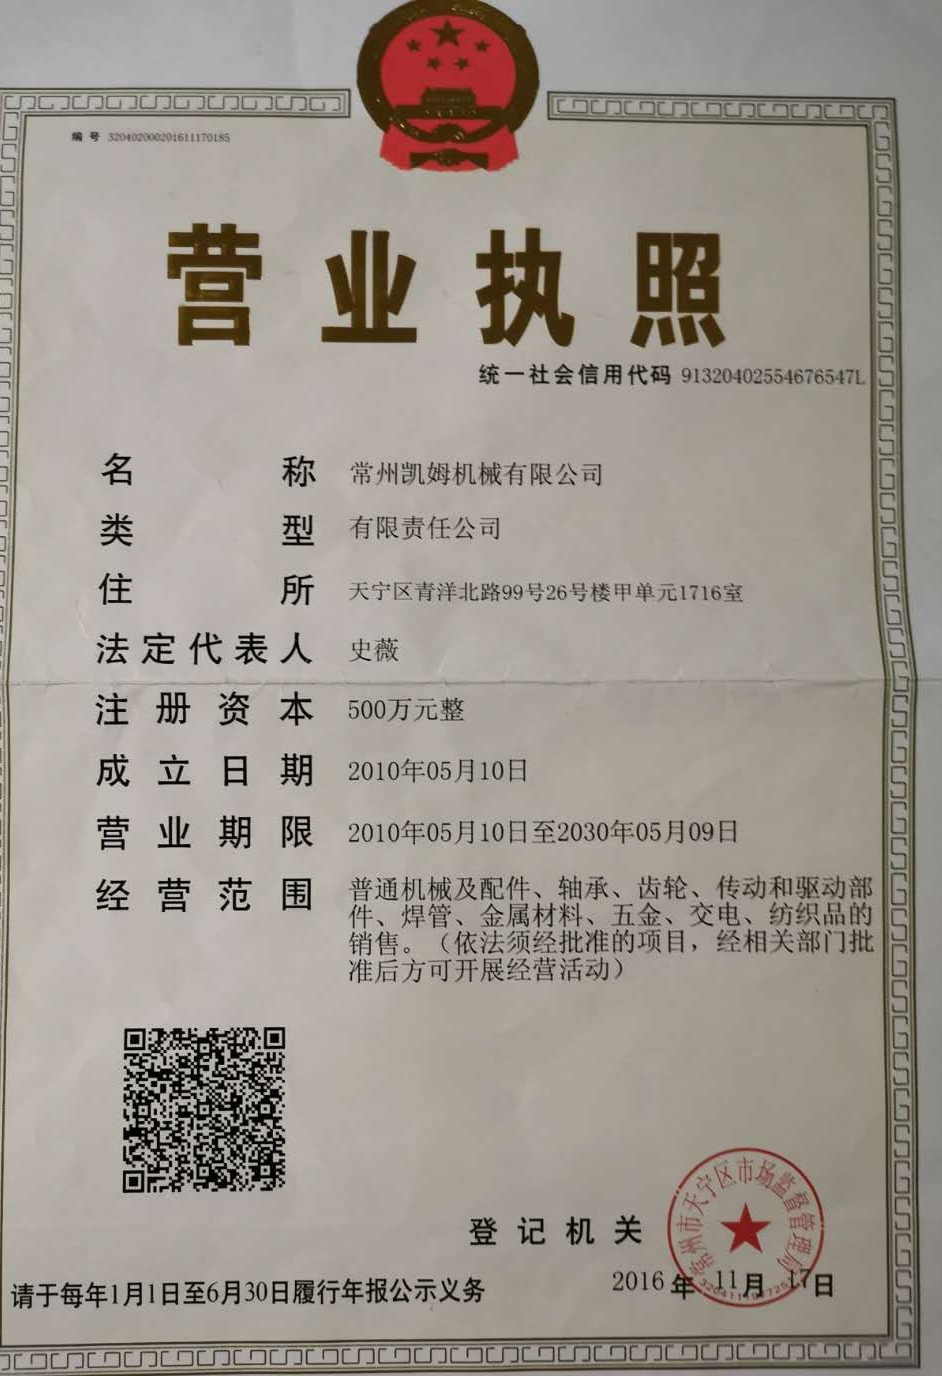 编 号 320402000201611170185
营业执照
统一社会信用代码 91320402554676547L
名称 常州凯姆机械有限公司
类型 有限责任公司
住所 天宁区青洋北路99号26号楼甲单元1716室
法定代表人 史薇
注册资本 500万元整
成立日期 2010年05月10日
营业期限 2010年05月10日至2030年05月09日
经营范围 普通机械及配件、轴承、齿轮、传动和驱动部
件、焊管、金属材料、五金、交电、纺织品的
销售。（依法须经批准的项目，经相关部门批
准后方可开展经营活动）
登记机关
常州市天宁区市场监督管理局
2016年11月17日
请于每年1月1日至6月30日履行年报公示义务